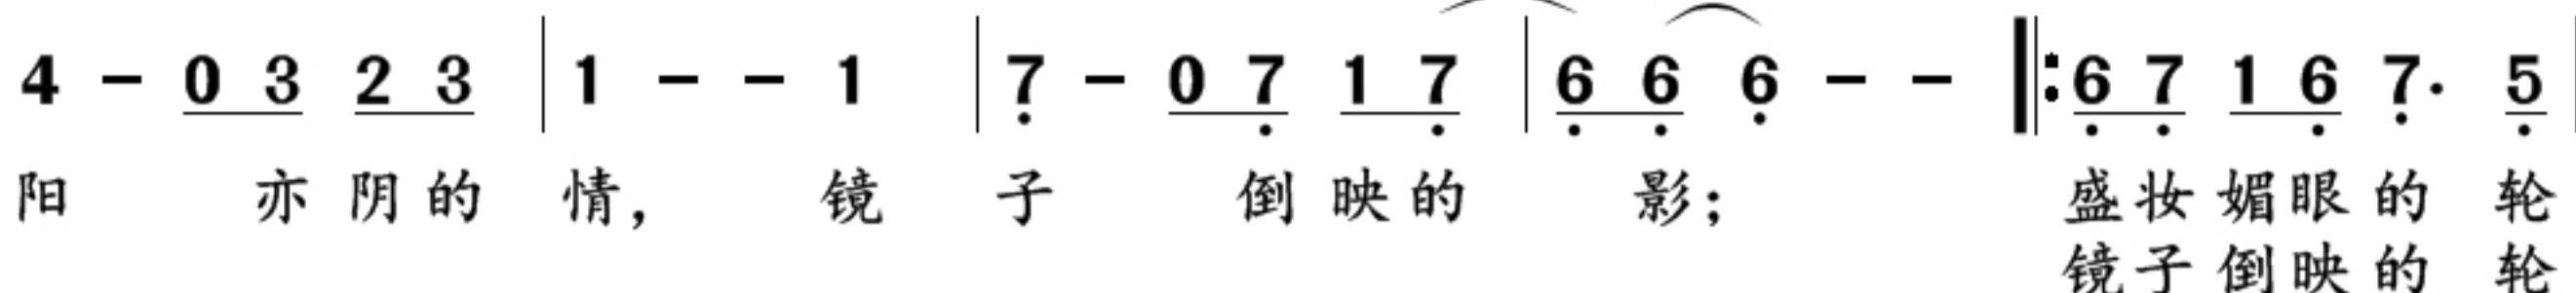 4 - 0 3 2 3 | 1 - - 1 | 7 - 0 7 1 7 | 6 6 6 - - ‖: 6 7 1 6 7· 5
阳 亦 阴 的 情， 镜 子 倒 映 的 影； 盛 妆 媚 眼 的 轮
镜 子 倒 映 的 轮